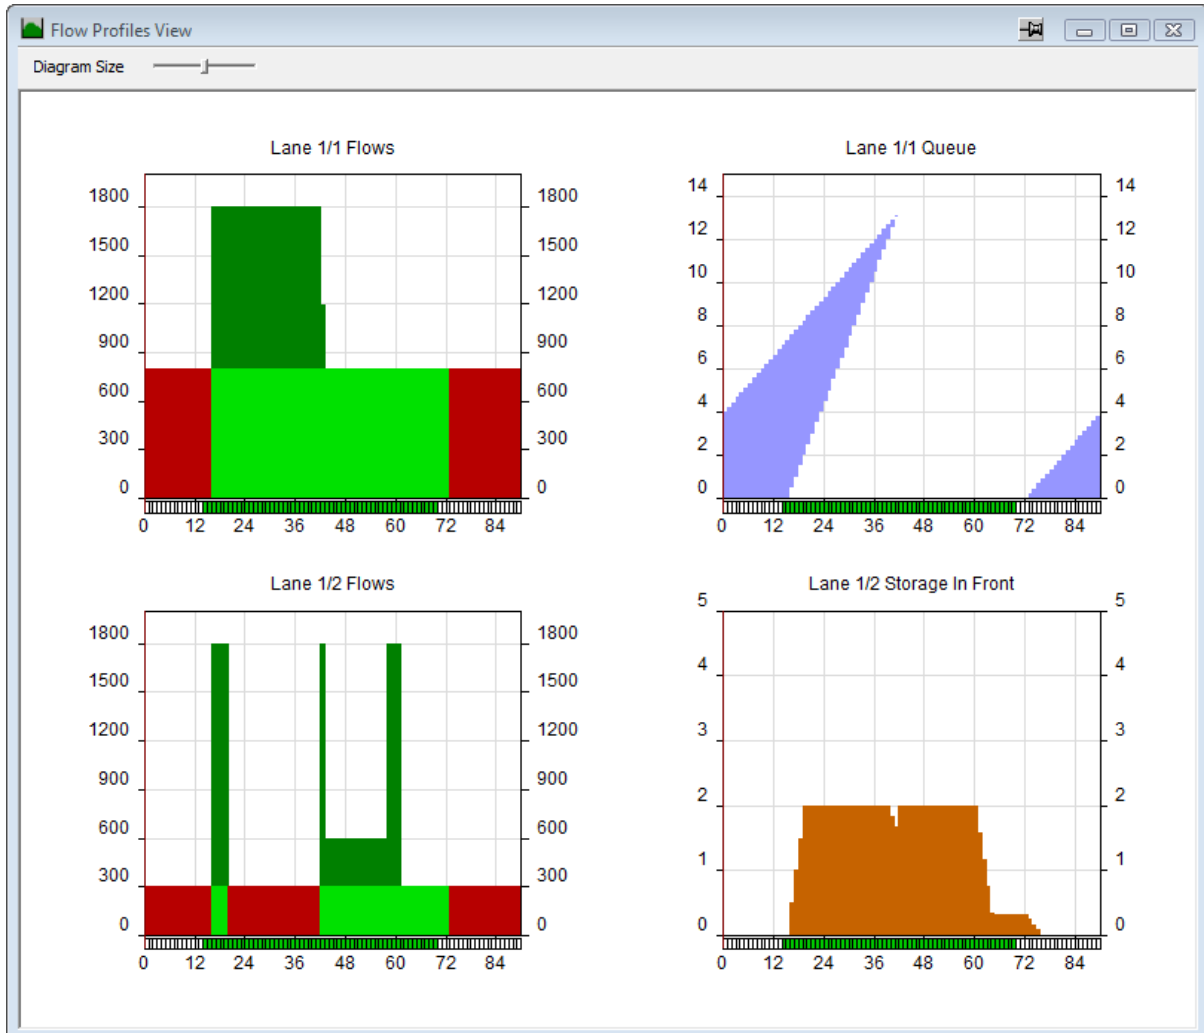 Flow Profiles View
Diagram Size
Lane 1/1 Flows
1800 1800
1500 1500
1200 1200
900 900
600 600
300 300
0 0
0 12 24 36 48 60 72 84
Lane 1/1 Queue
14 14
12 12
10 10
8 8
6 6
4 4
2 2
0 0
0 12 24 36 48 60 72 84
Lane 1/2 Flows
1800 1800
1500 1500
1200 1200
900 900
600 600
300 300
0 0
0 12 24 36 48 60 72 84
Lane 1/2 Storage In Front
5 5
4 4
3 3
2 2
1 1
0 0
0 12 24 36 48 60 72 84